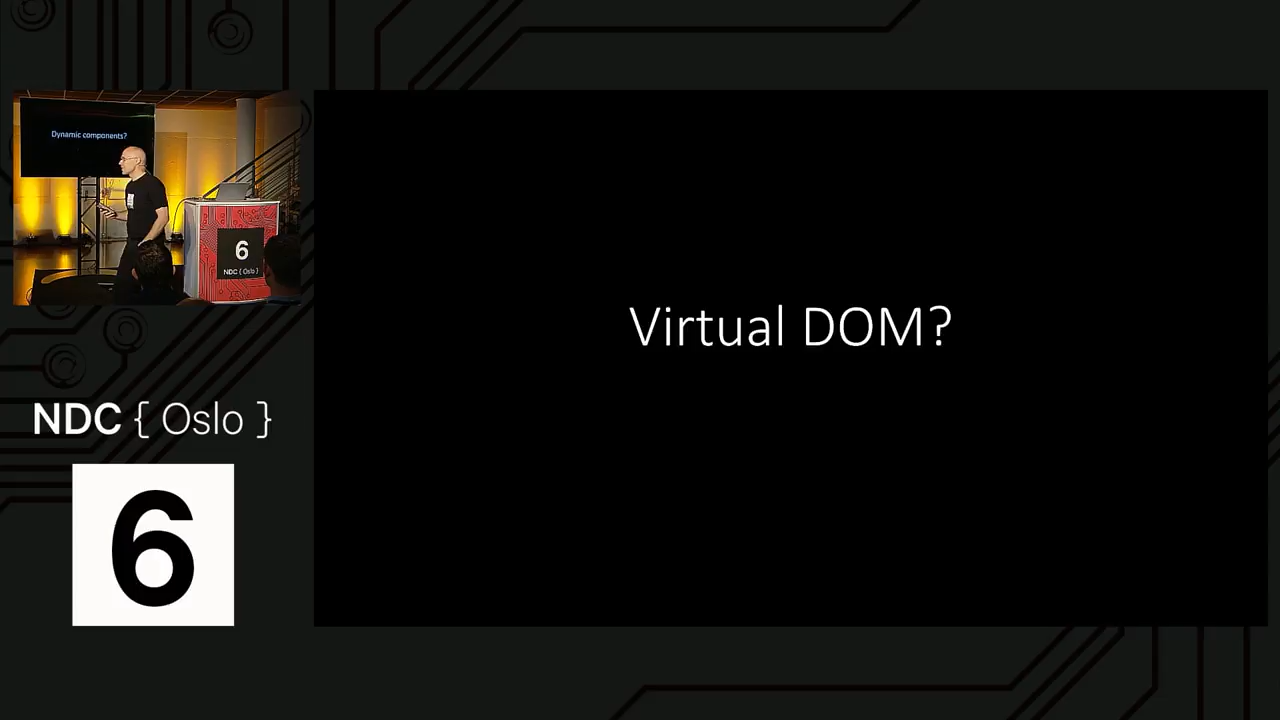 Dynamic components?
6
NDC { Oslo }
Virtual DOM?
NDC { Oslo }
6